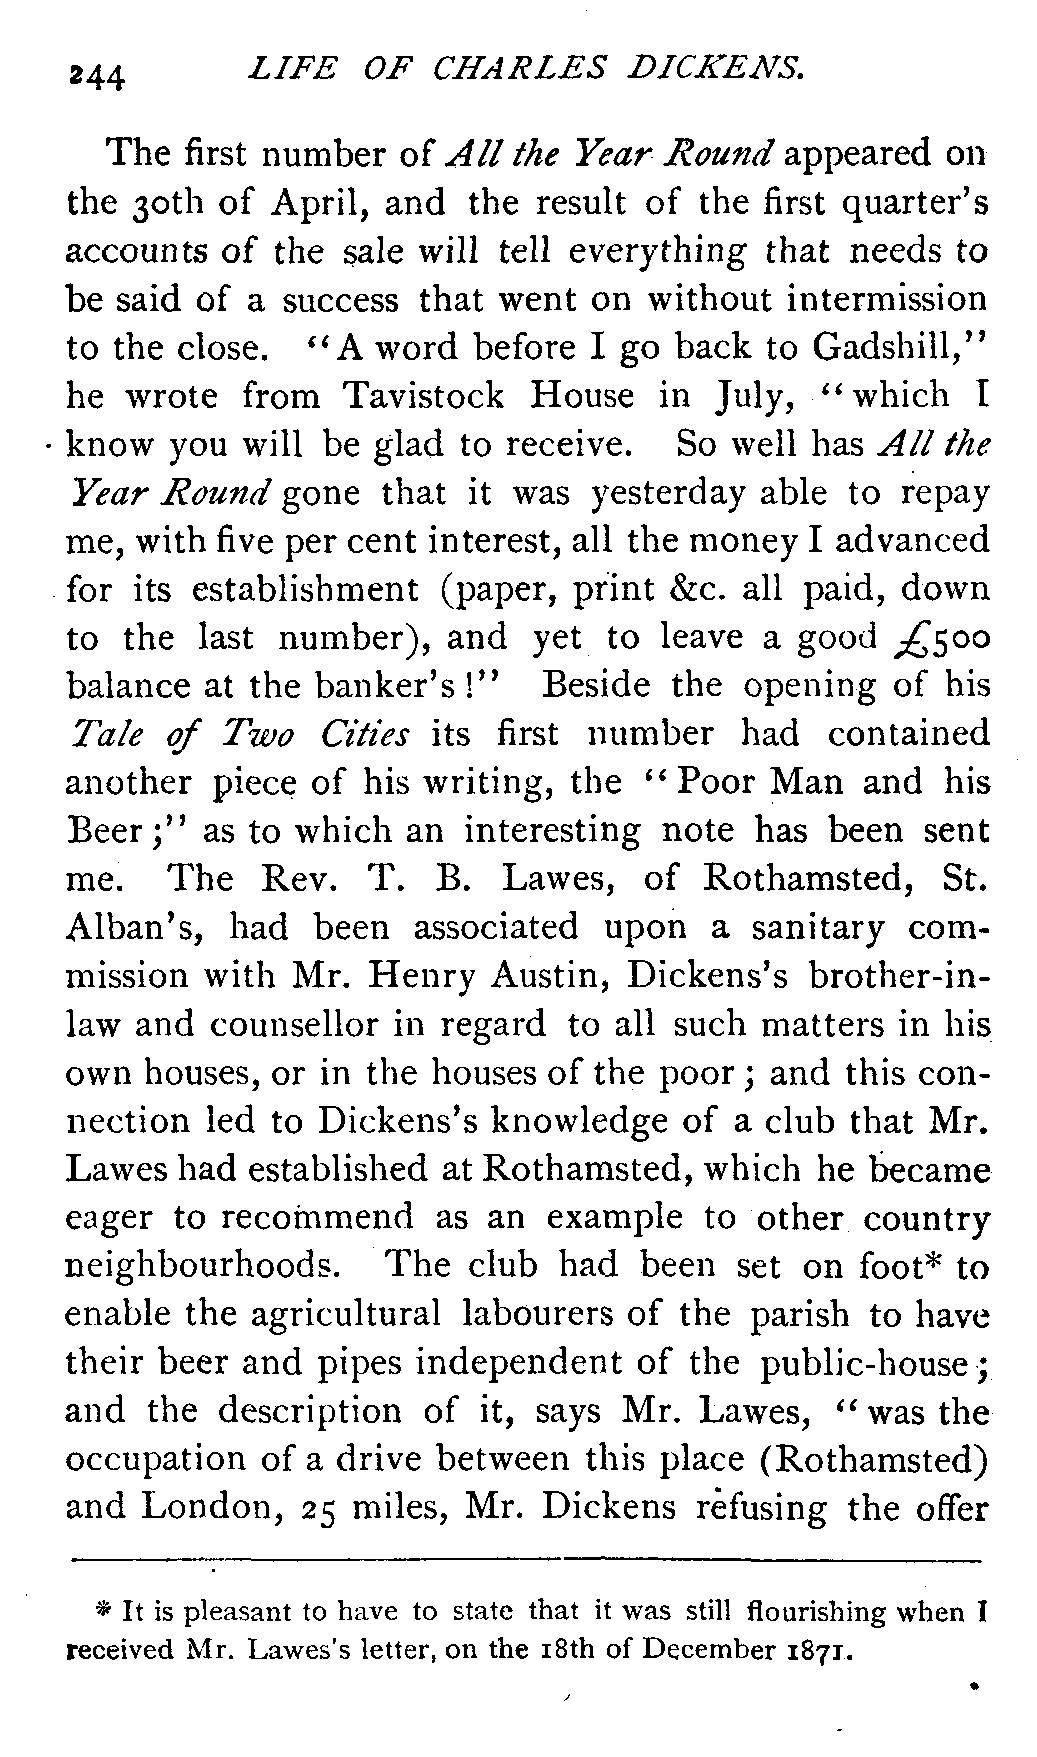 244 LIFE OF CHARLES DICKENS.
The first number of All the Year Round appeared on
the 30th of April, and the result of the first quarter's
accounts of the sale will tell everything that needs to
be said of a success that went on without intermission
to the close. "A word before I go back to Gadshill,"
he wrote from Tavistock House in July, "which I
know you will be glad to receive. So well has All the
Year Round gone that it was yesterday able to repay
me, with five per cent interest, all the money I advanced
for its establishment (paper, print &c. all paid, down
to the last number), and yet to leave a good £500
balance at the banker's!" Beside the opening of his
Tale of Two Cities its first number had contained
another piece of his writing, the "Poor Man and his
Beer;" as to which an interesting note has been sent
me. The Rev. T. B. Lawes, of Rothamsted, St.
Alban's, had been associated upon a sanitary com-
mission with Mr. Henry Austin, Dickens's brother-in-
law and counsellor in regard to all such matters in his
own houses, or in the houses of the poor; and this con-
nection led to Dickens's knowledge of a club that Mr.
Lawes had established at Rothamsted, which he became
eager to recommend as an example to other country
neighbourhoods. The club had been set on foot* to
enable the agricultural labourers of the parish to have
their beer and pipes independent of the public-house;
and the description of it, says Mr. Lawes, "was the
occupation of a drive between this place (Rothamsted)
and London, 25 miles, Mr. Dickens refusing the offer
* It is pleasant to have to state that it was still flourishing when I
received Mr. Lawes's letter, on the 18th of December 1871.